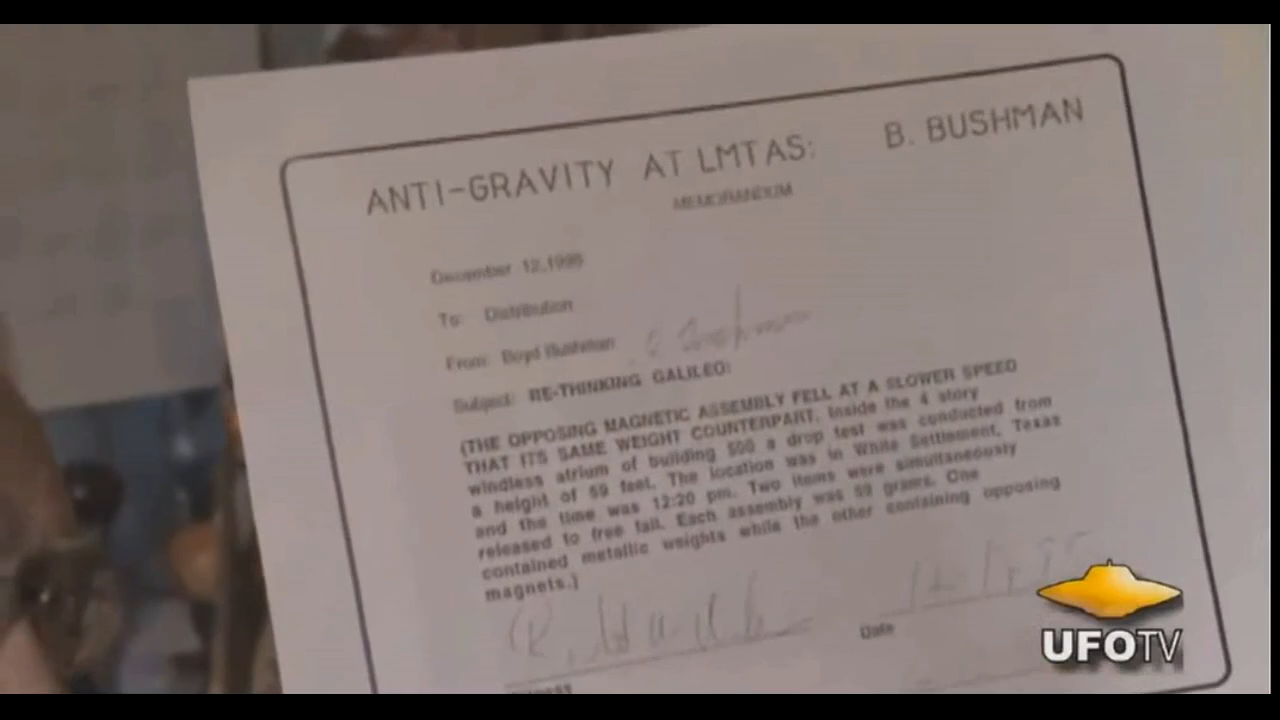 ANTI-GRAVITY AT LMTAS: B. BUSHMAN
MEMORANDUM
December 12,1995
To: Distribution
From: Boyd Bushman
Subject: RE-THINKING GALILEO:
(THE OPPOSING MAGNETIC ASSEMBLY FELL AT A SLOWER SPEED
THAT ITS SAME WEIGHT COUNTERPART. Inside the 4 story
windless atrium of building 500 a drop test was conducted from
a height of 59 feet. The location was in White Settlement, Texas
and the time was 12:20 pm. Two items were simultaneously
released to free fall. Each assembly was 59 grams. One
contained metallic weights while the other containing opposing
magnets.)
Date
UFOTV